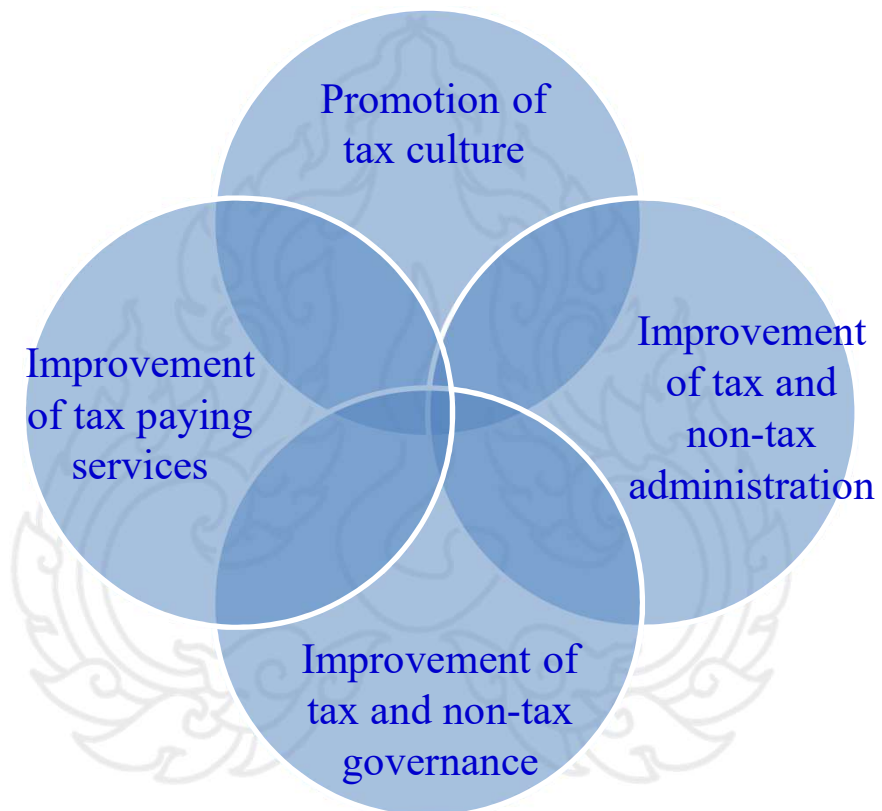 Promotion of
tax culture
Improvement
of tax paying
services
Improvement
of tax and
non-tax
administration
Improvement of
tax and non-tax
governance